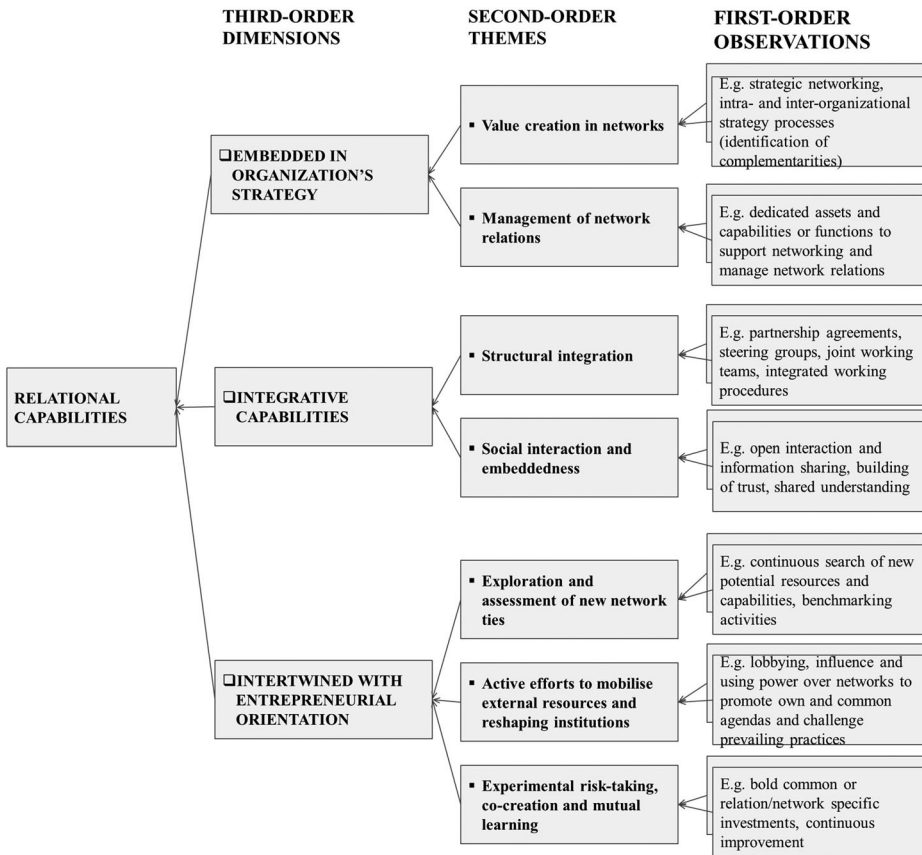 THIRD-ORDER
DIMENSIONS
SECOND-ORDER
THEMES
FIRST-ORDER
OBSERVATIONS
RELATIONAL
CAPABILITIES
❑EMBEDDED IN
ORGANIZATION'S
STRATEGY
▪ Value creation in networks
E.g. strategic networking,
intra- and inter-organizational
strategy processes
(identification of
complementarities)
▪ Management of network
relations
E.g. dedicated assets and
capabilities or functions to
support networking and
manage network relations
❑INTEGRATIVE
CAPABILITIES
▪ Structural integration
E.g. partnership agreements,
steering groups, joint working
teams, integrated working
procedures
▪ Social interaction and
embeddedness
E.g. open interaction and
information sharing, building
of trust, shared understanding
❑INTERTWINED WITH
ENTREPRENEURIAL
ORIENTATION
▪ Exploration and
assessment of new network
ties
E.g. continuous search of new
potential resources and
capabilities, benchmarking
activities
▪ Active efforts to mobilise
external resources and
reshaping institutions
E.g. lobbying, influence and
using power over networks to
promote own and common
agendas and challenge
prevailing practices
▪ Experimental risk-taking,
co-creation and mutual
learning
E.g. bold common or
relation/network specific
investments, continuous
improvement